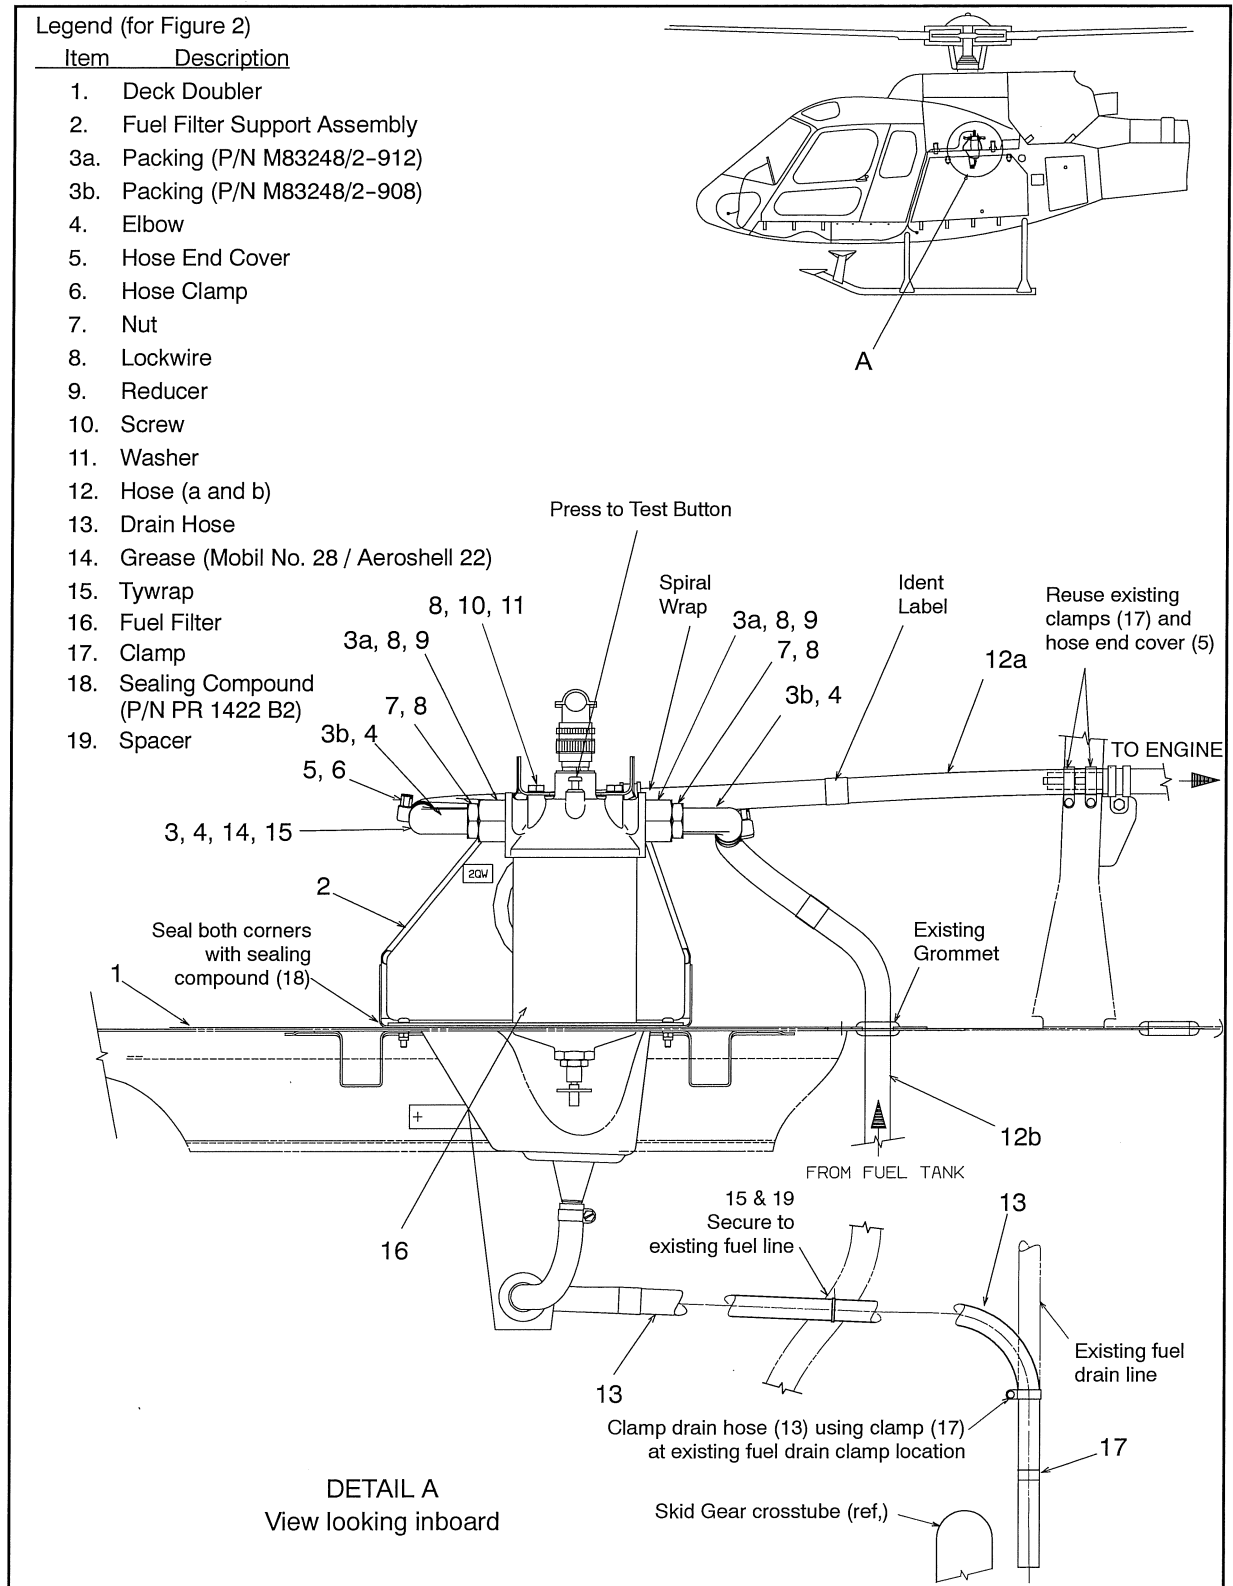 Legend (for Figure 2)
Item Description
1. Deck Doubler
2. Fuel Filter Support Assembly
3a. Packing (P/N M83248/2-912)
3b. Packing (P/N M83248/2-908)
4. Elbow
5. Hose End Cover
6. Hose Clamp
7. Nut
8. Lockwire
9. Reducer
10. Screw
11. Washer
12. Hose (a and b)
13. Drain Hose
14. Grease (Mobil No. 28 / Aeroshell 22)
15. Tywrap
16. Fuel Filter
17. Clamp
18. Sealing Compound
(P/N PR 1422 B2)
19. Spacer
A
Press to Test Button
8, 10, 11
3a, 8, 9
7, 8
3b, 4
5, 6
3, 4, 14, 15
2
Spiral
Wrap
3a, 8, 9
7, 8
3b, 4
Ident
Label
12a
Reuse existing
clamps (17) and
hose end cover (5)
TO ENGINE
2QW
Seal both corners
with sealing
compound (18)
1
Existing
Grommet
12b
FROM FUEL TANK
16
15 & 19
Secure to
existing fuel line
13
13
Existing fuel
drain line
Clamp drain hose (13) using clamp (17)
at existing fuel drain clamp location
17
Skid Gear crosstube (ref,)
DETAIL A
View looking inboard